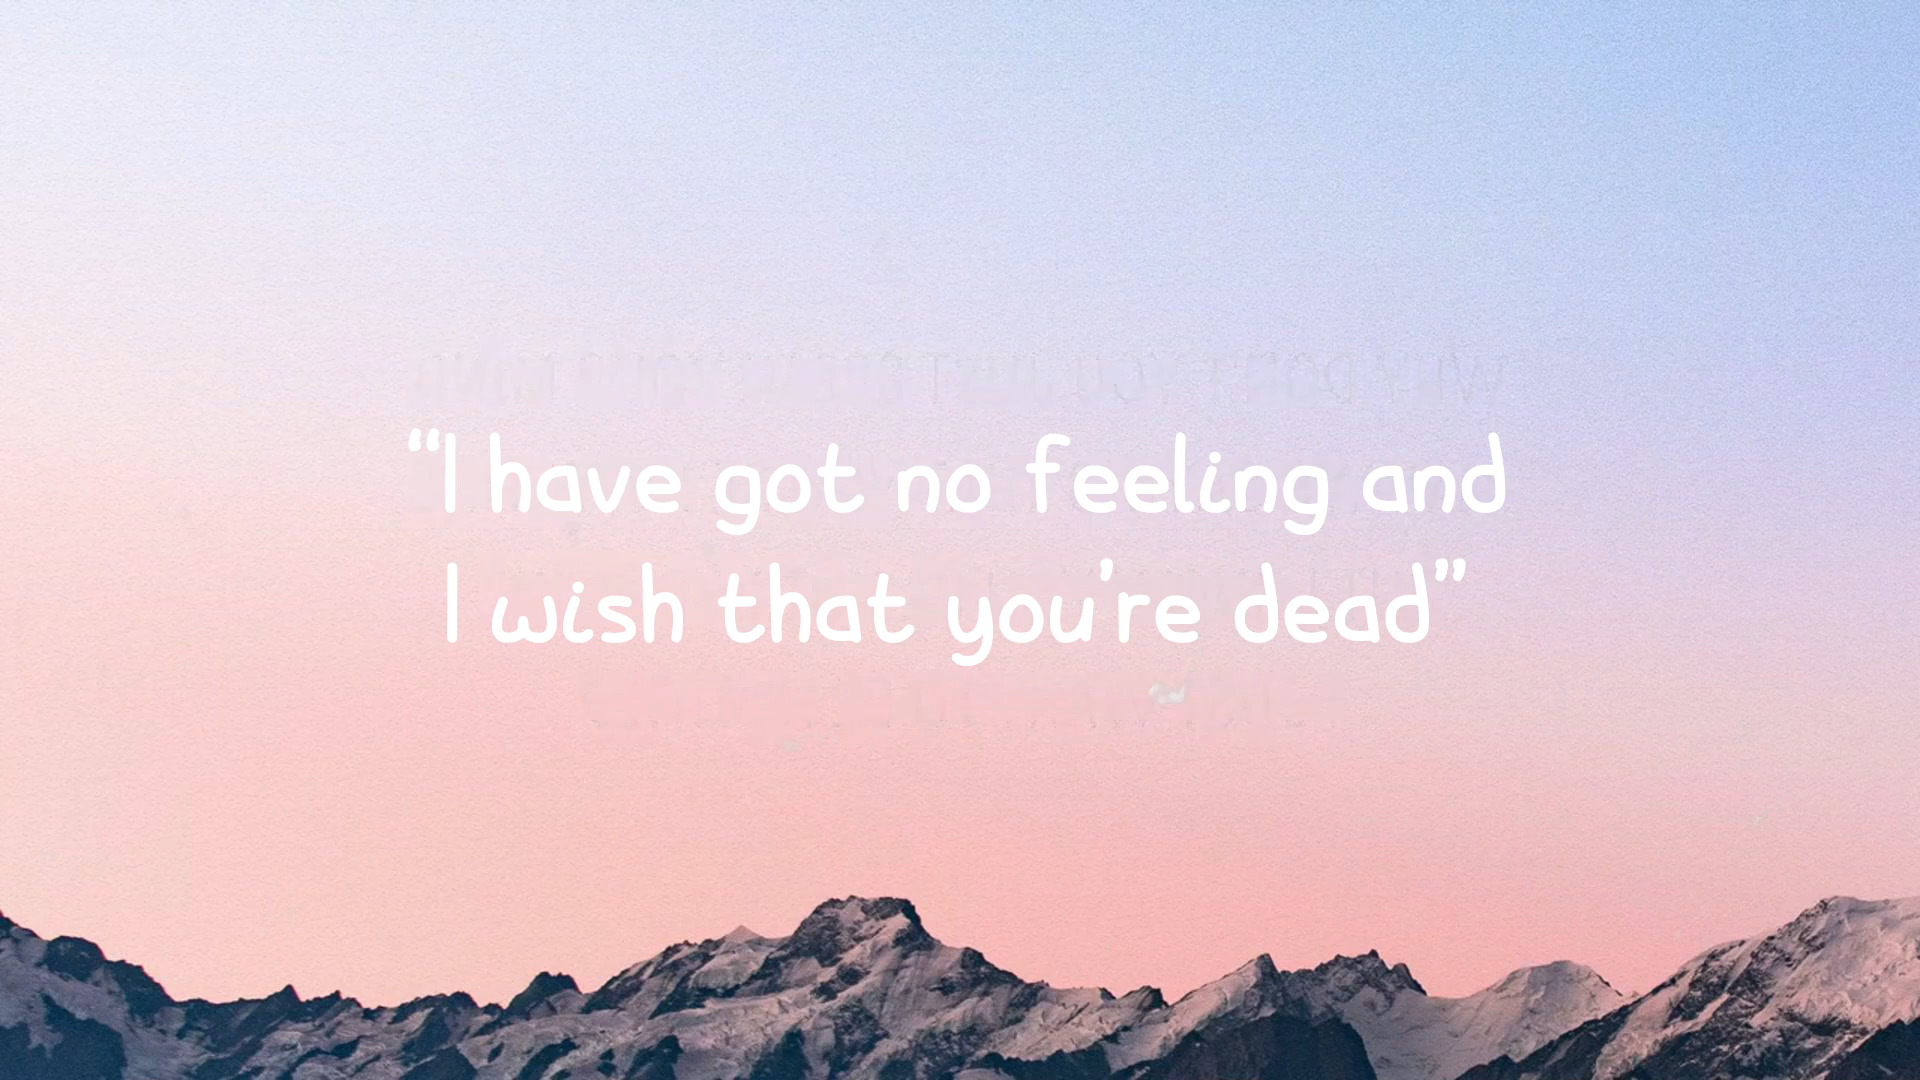 “I have got no feeling and
I wish that you’re dead”